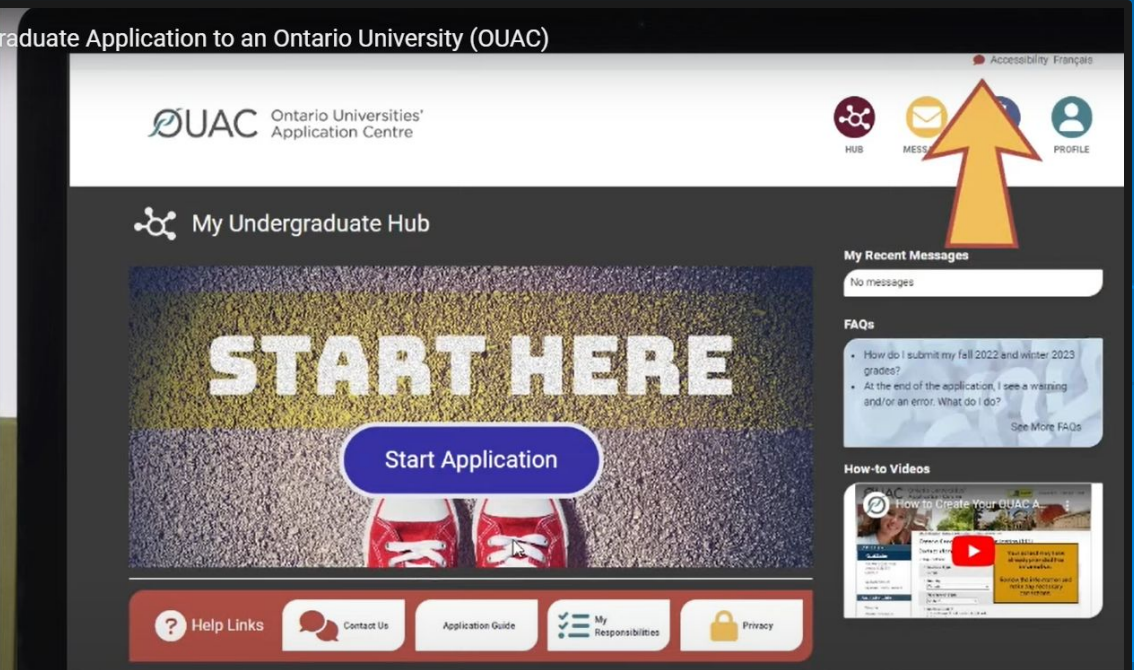 raduate Application to an Ontario University (OUAC)
Accessibility Français
OUAC Ontario Universities'
Application Centre
HUB
MESSA
PROFILE
My Undergraduate Hub
START HERE
Start Application
My Recent Messages
No messages
FAQs
How do I submit my fall 2022 and winter 2023
grades?
At the end of the application, I see a warning
and/or an error. What do I do?
See More FAQs
How-to Videos
How to Create Your OUAC A...
Help Links
Contact Us
Application Guide
My
Responsibilities
Privacy